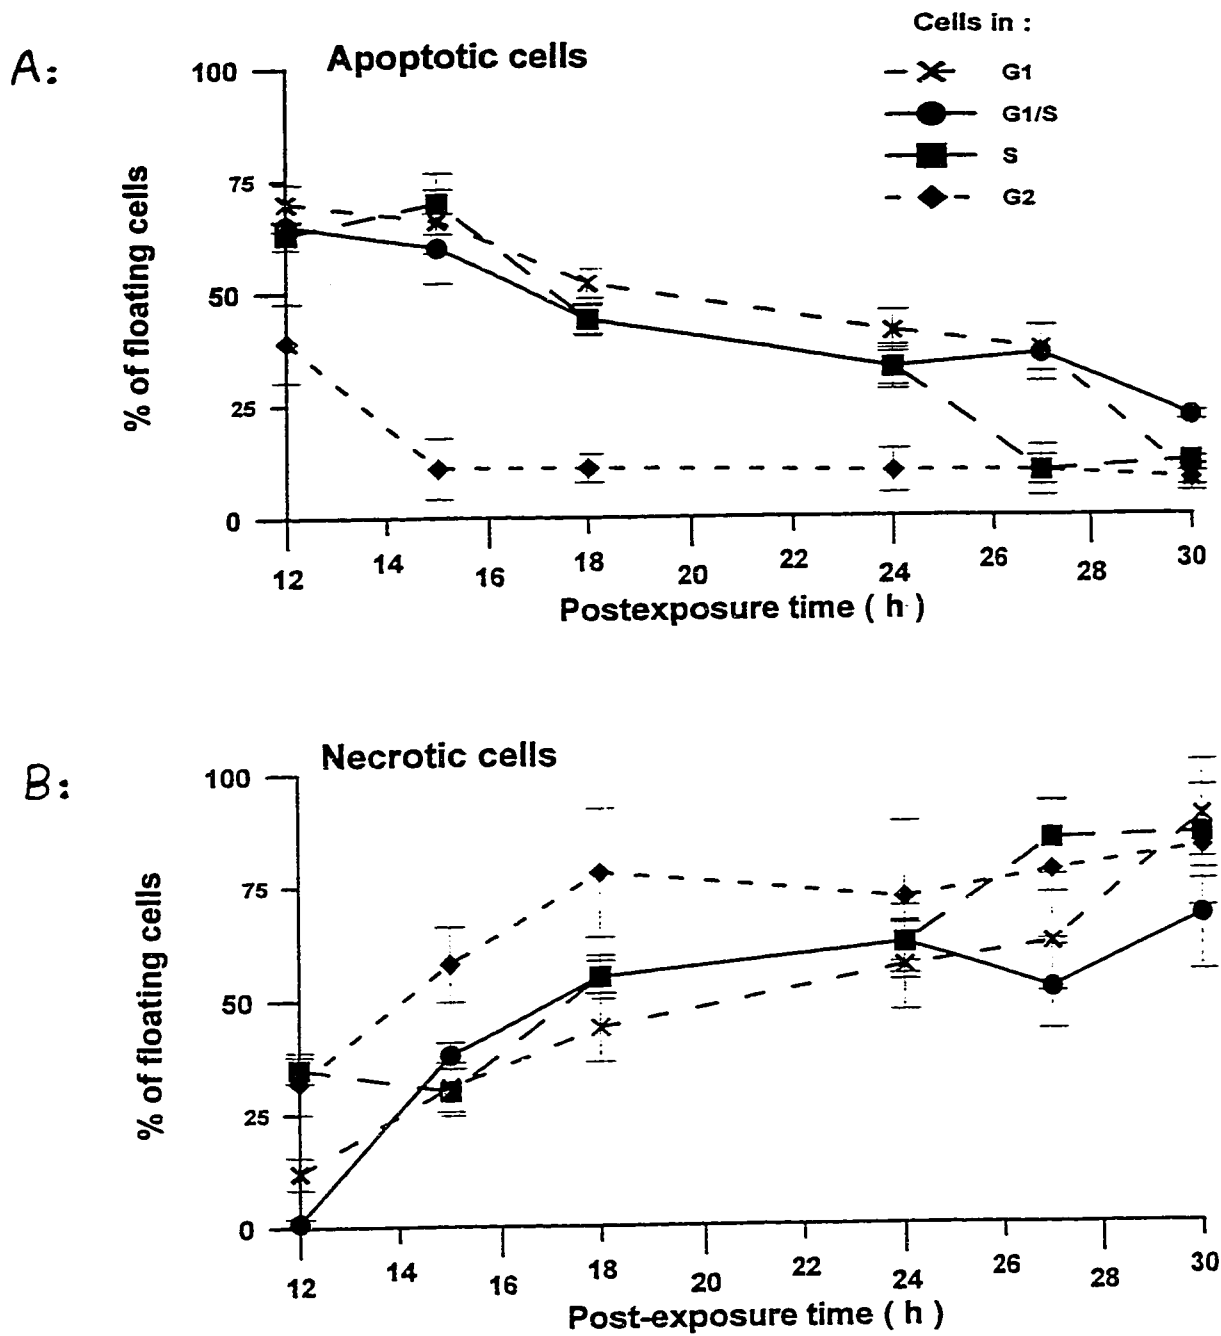 A:
Apoptotic cells
Cells in :
G1
G1/S
S
G2
% of floating cells
100
75
50
25
0
12 14 16 18 20 22 24 26 28 30
Postexposure time ( h )
B:
Necrotic cells
% of floating cells
100
75
50
25
0
12 14 16 18 20 22 24 26 28 30
Post-exposure time ( h )